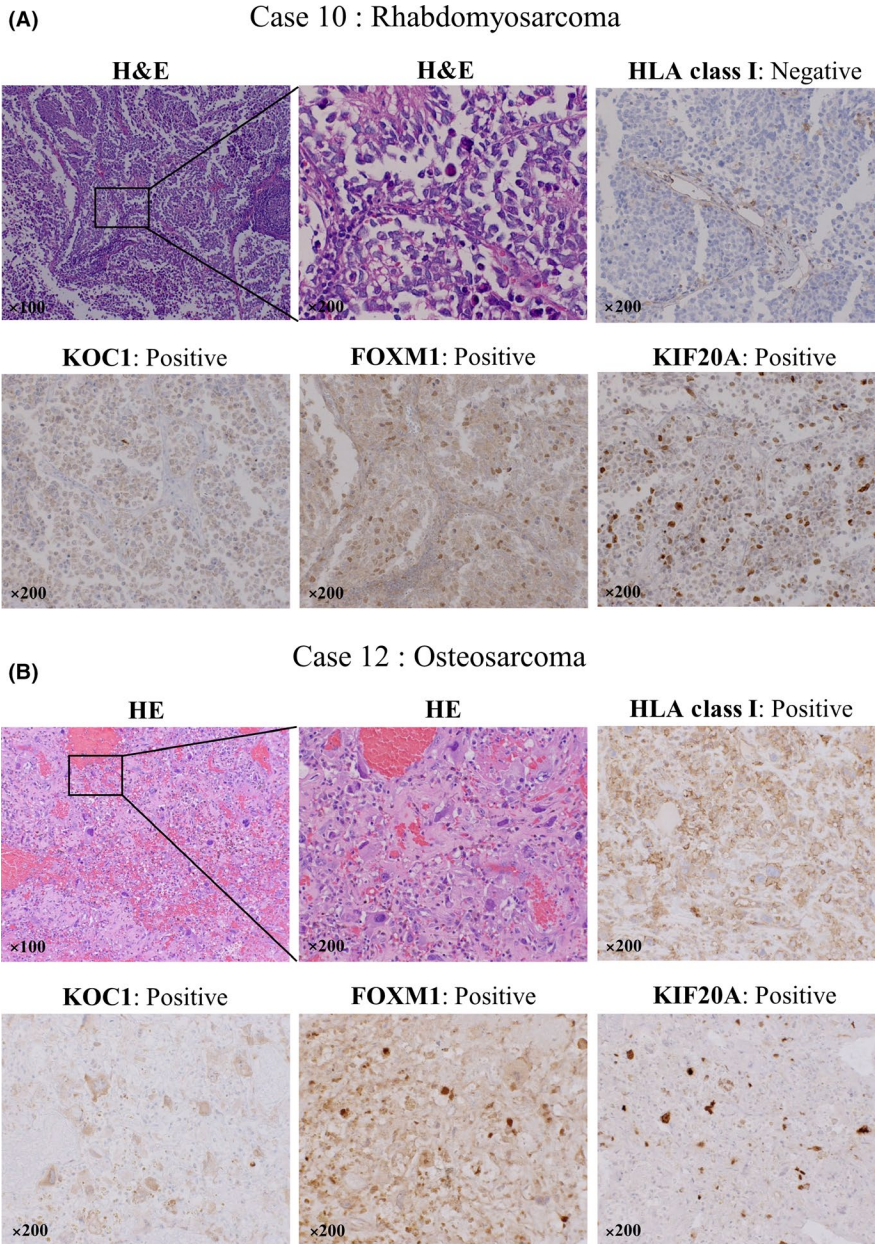 (A)
Case 10 : Rhabdomyosarcoma
H&E
H&E
HLA class I: Negative
×100
×200
×200
KOC1: Positive
FOXM1: Positive
KIF20A: Positive
×200
×200
×200
(B)
Case 12 : Osteosarcoma
HE
HE
HLA class I: Positive
×100
×200
×200
KOC1: Positive
FOXM1: Positive
KIF20A: Positive
×200
×200
×200